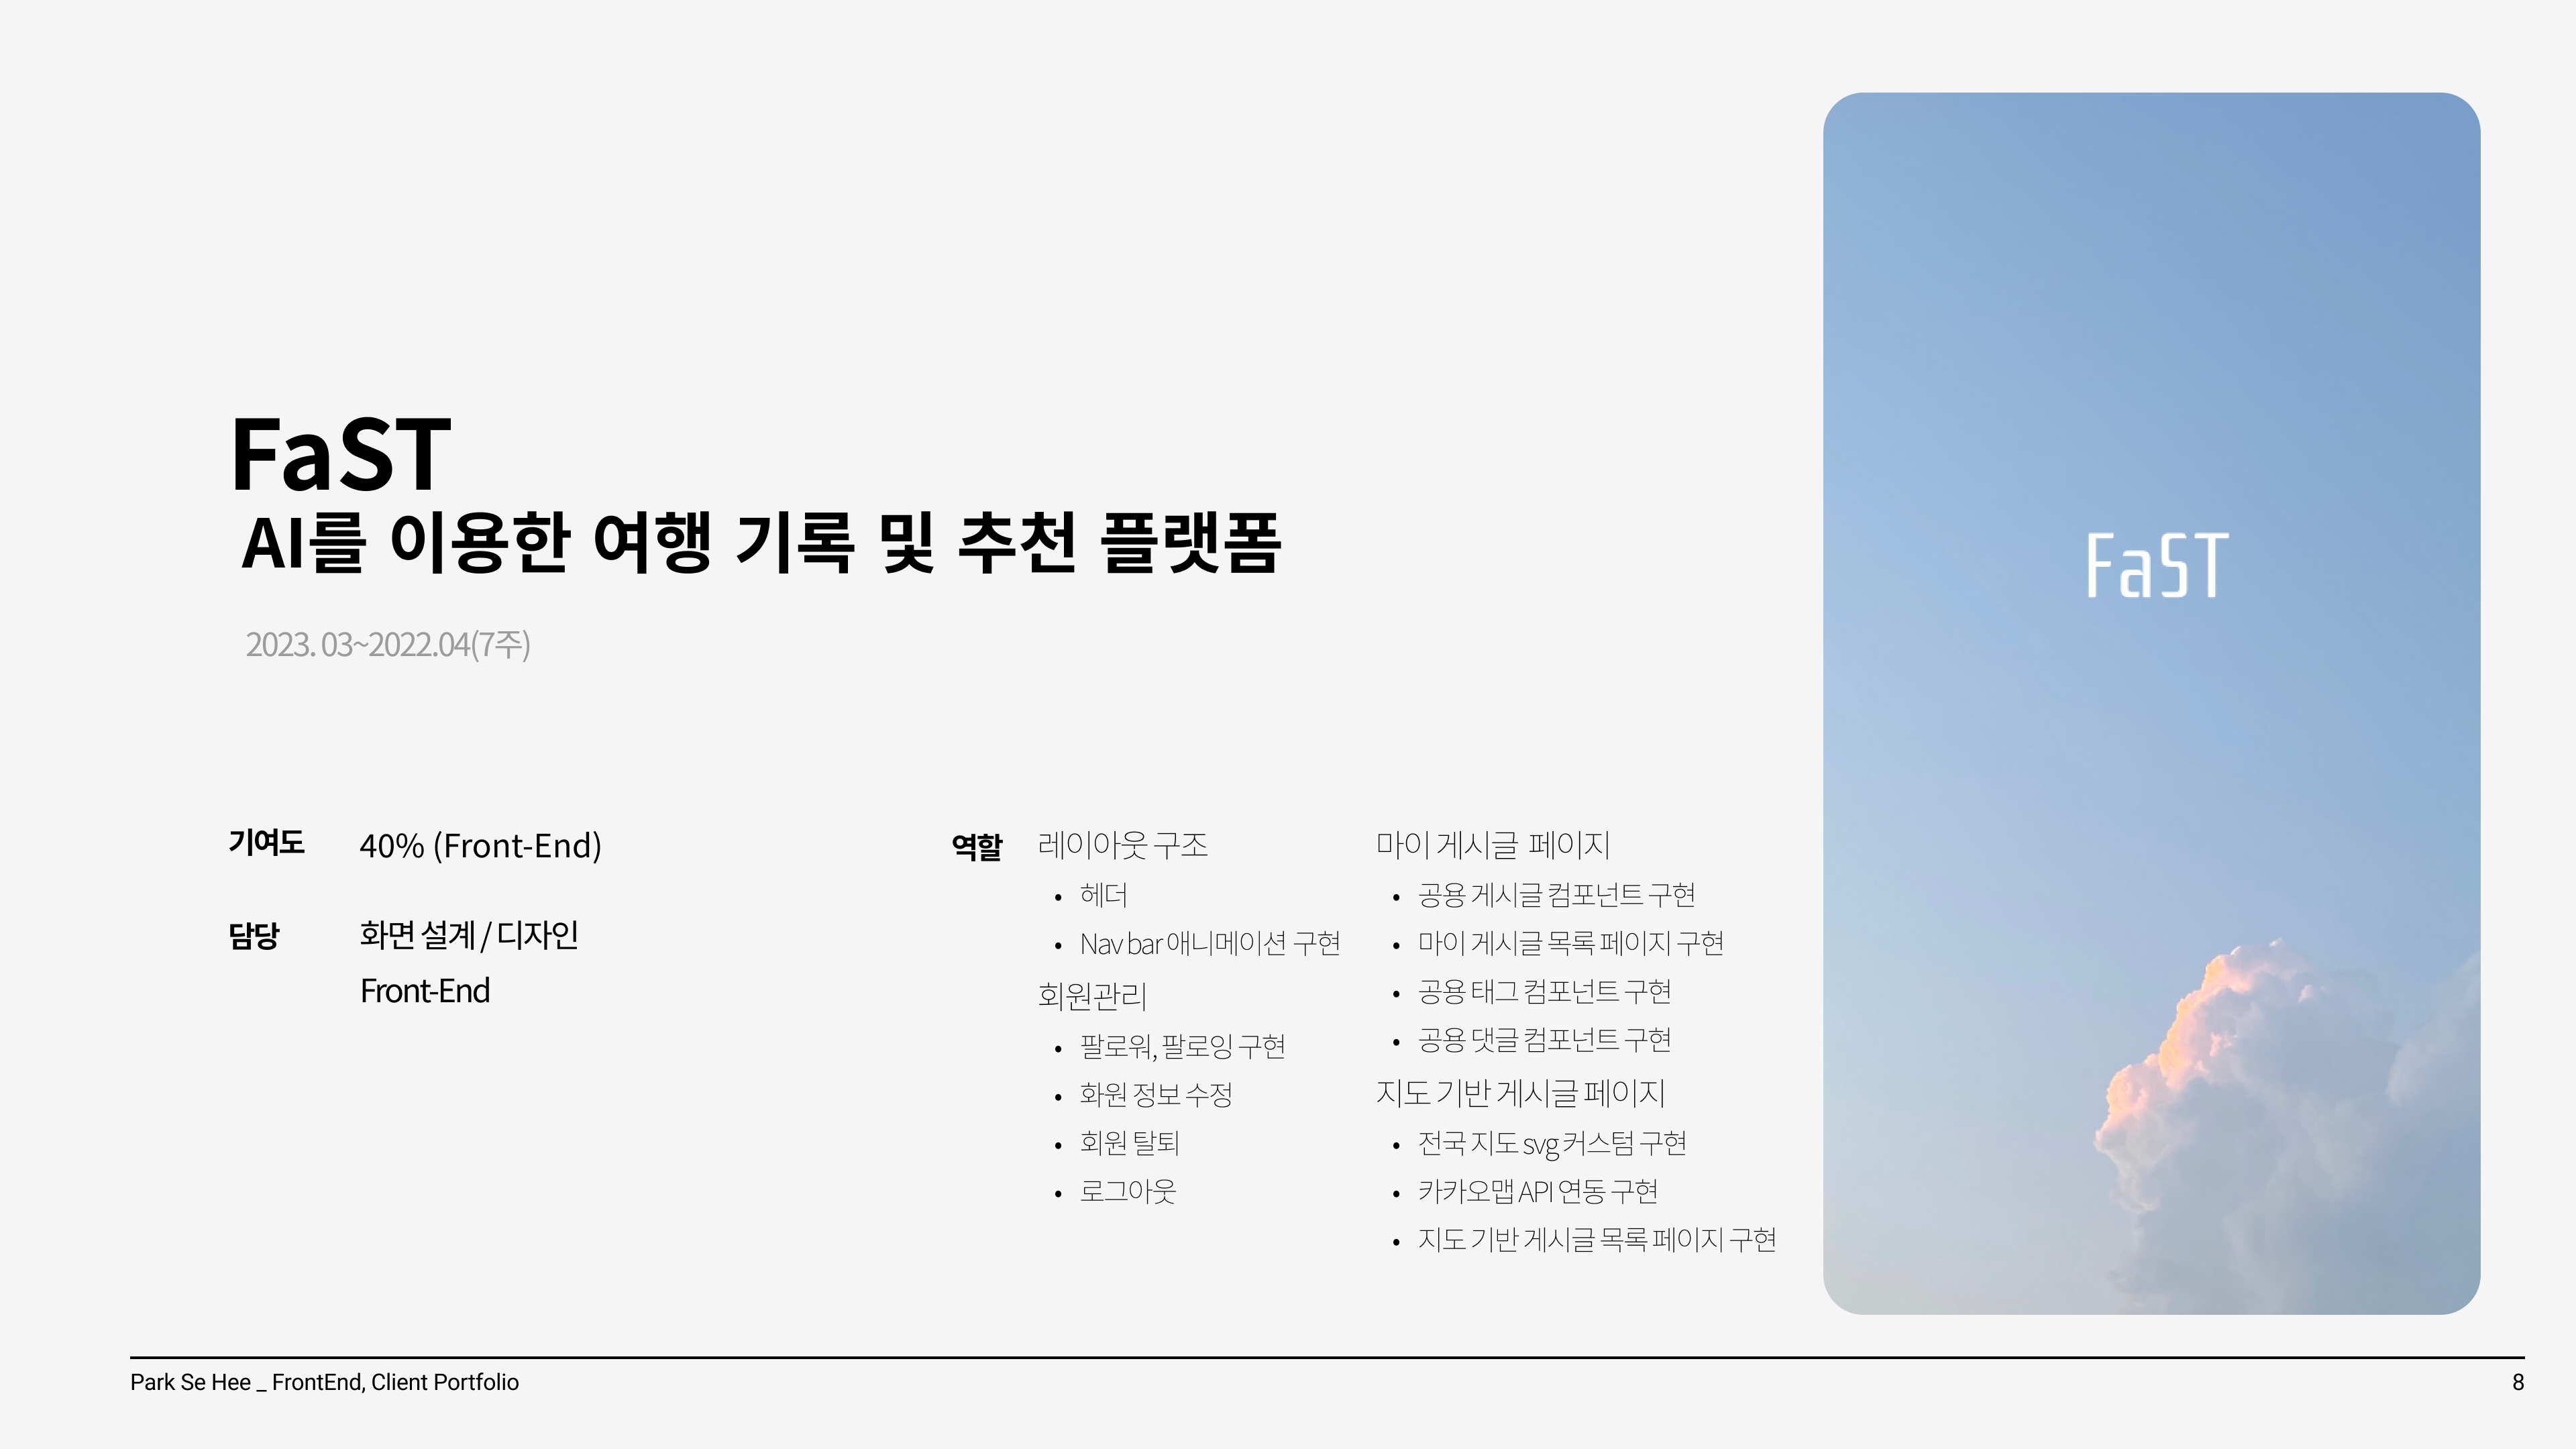 FaST
AI를 이용한 여행 기록 및 추천 플랫폼
2023. 03~2022.04(7주)
기여도
40% (Front-End)
담당
화면 설계 / 디자인
Front-End
역할
레이아웃 구조
• 헤더
• Nav bar 애니메이션 구현
회원관리
• 팔로워, 팔로잉 구현
• 화원 정보 수정
• 회원 탈퇴
• 로그아웃
마이 게시글 페이지
• 공용 게시글 컴포넌트 구현
• 마이 게시글 목록 페이지 구현
• 공용 태그 컴포넌트 구현
• 공용 댓글 컴포넌트 구현
지도 기반 게시글 페이지
• 전국 지도 svg 커스텀 구현
• 카카오맵 API 연동 구현
• 지도 기반 게시글 목록 페이지 구현
FaST
Park Se Hee _ FrontEnd, Client Portfolio
8